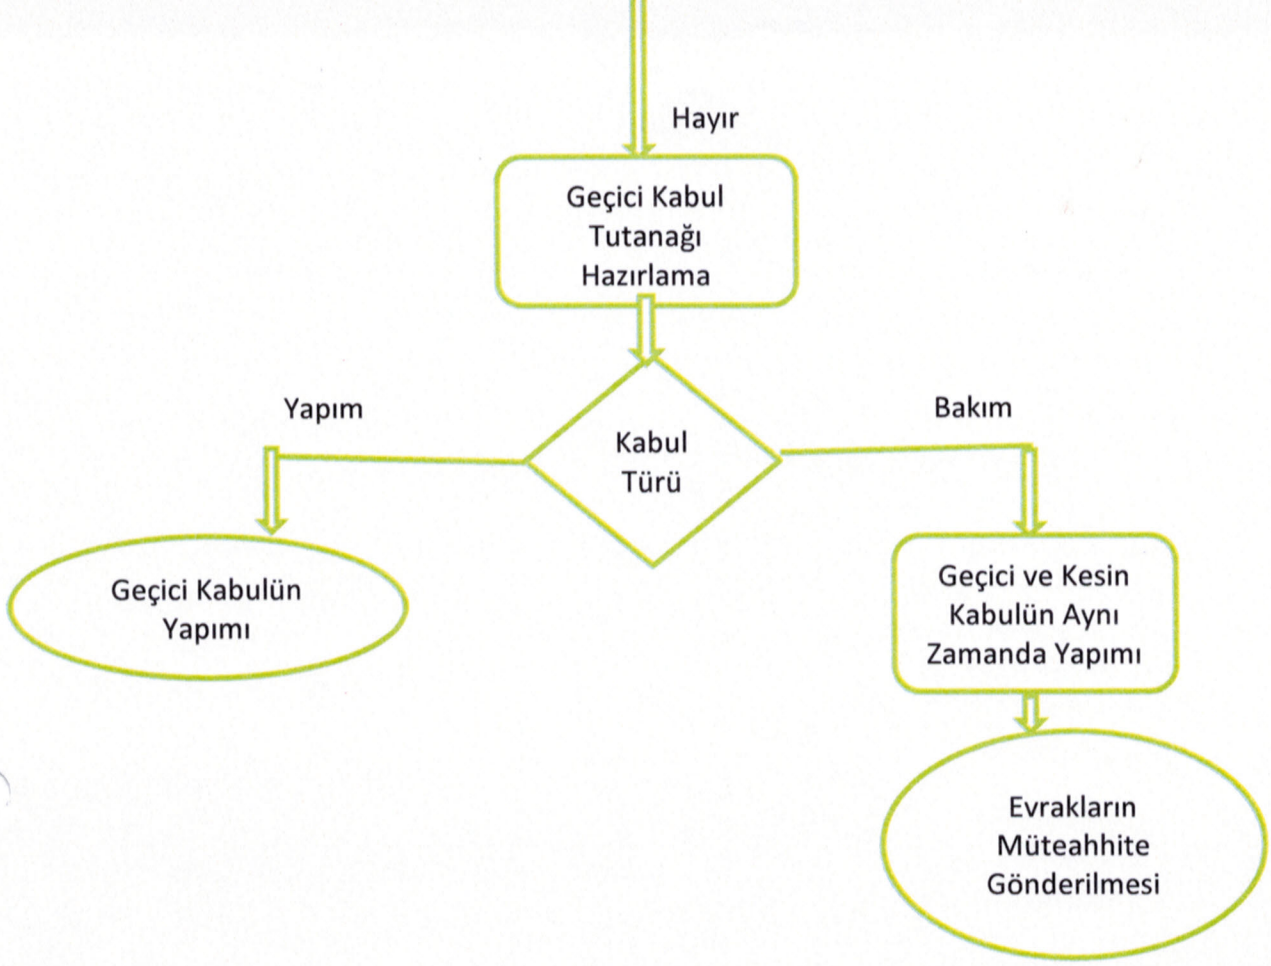 Hayır
Geçici Kabul
Tutanağı
Hazırlama
Yapım
Bakım
Kabul
Türü
Geçici Kabulün
Yapımı
Geçici ve Kesin
Kabulün Aynı
Zamanda Yapımı
Evrakların
Müteahhite
Gönderilmesi